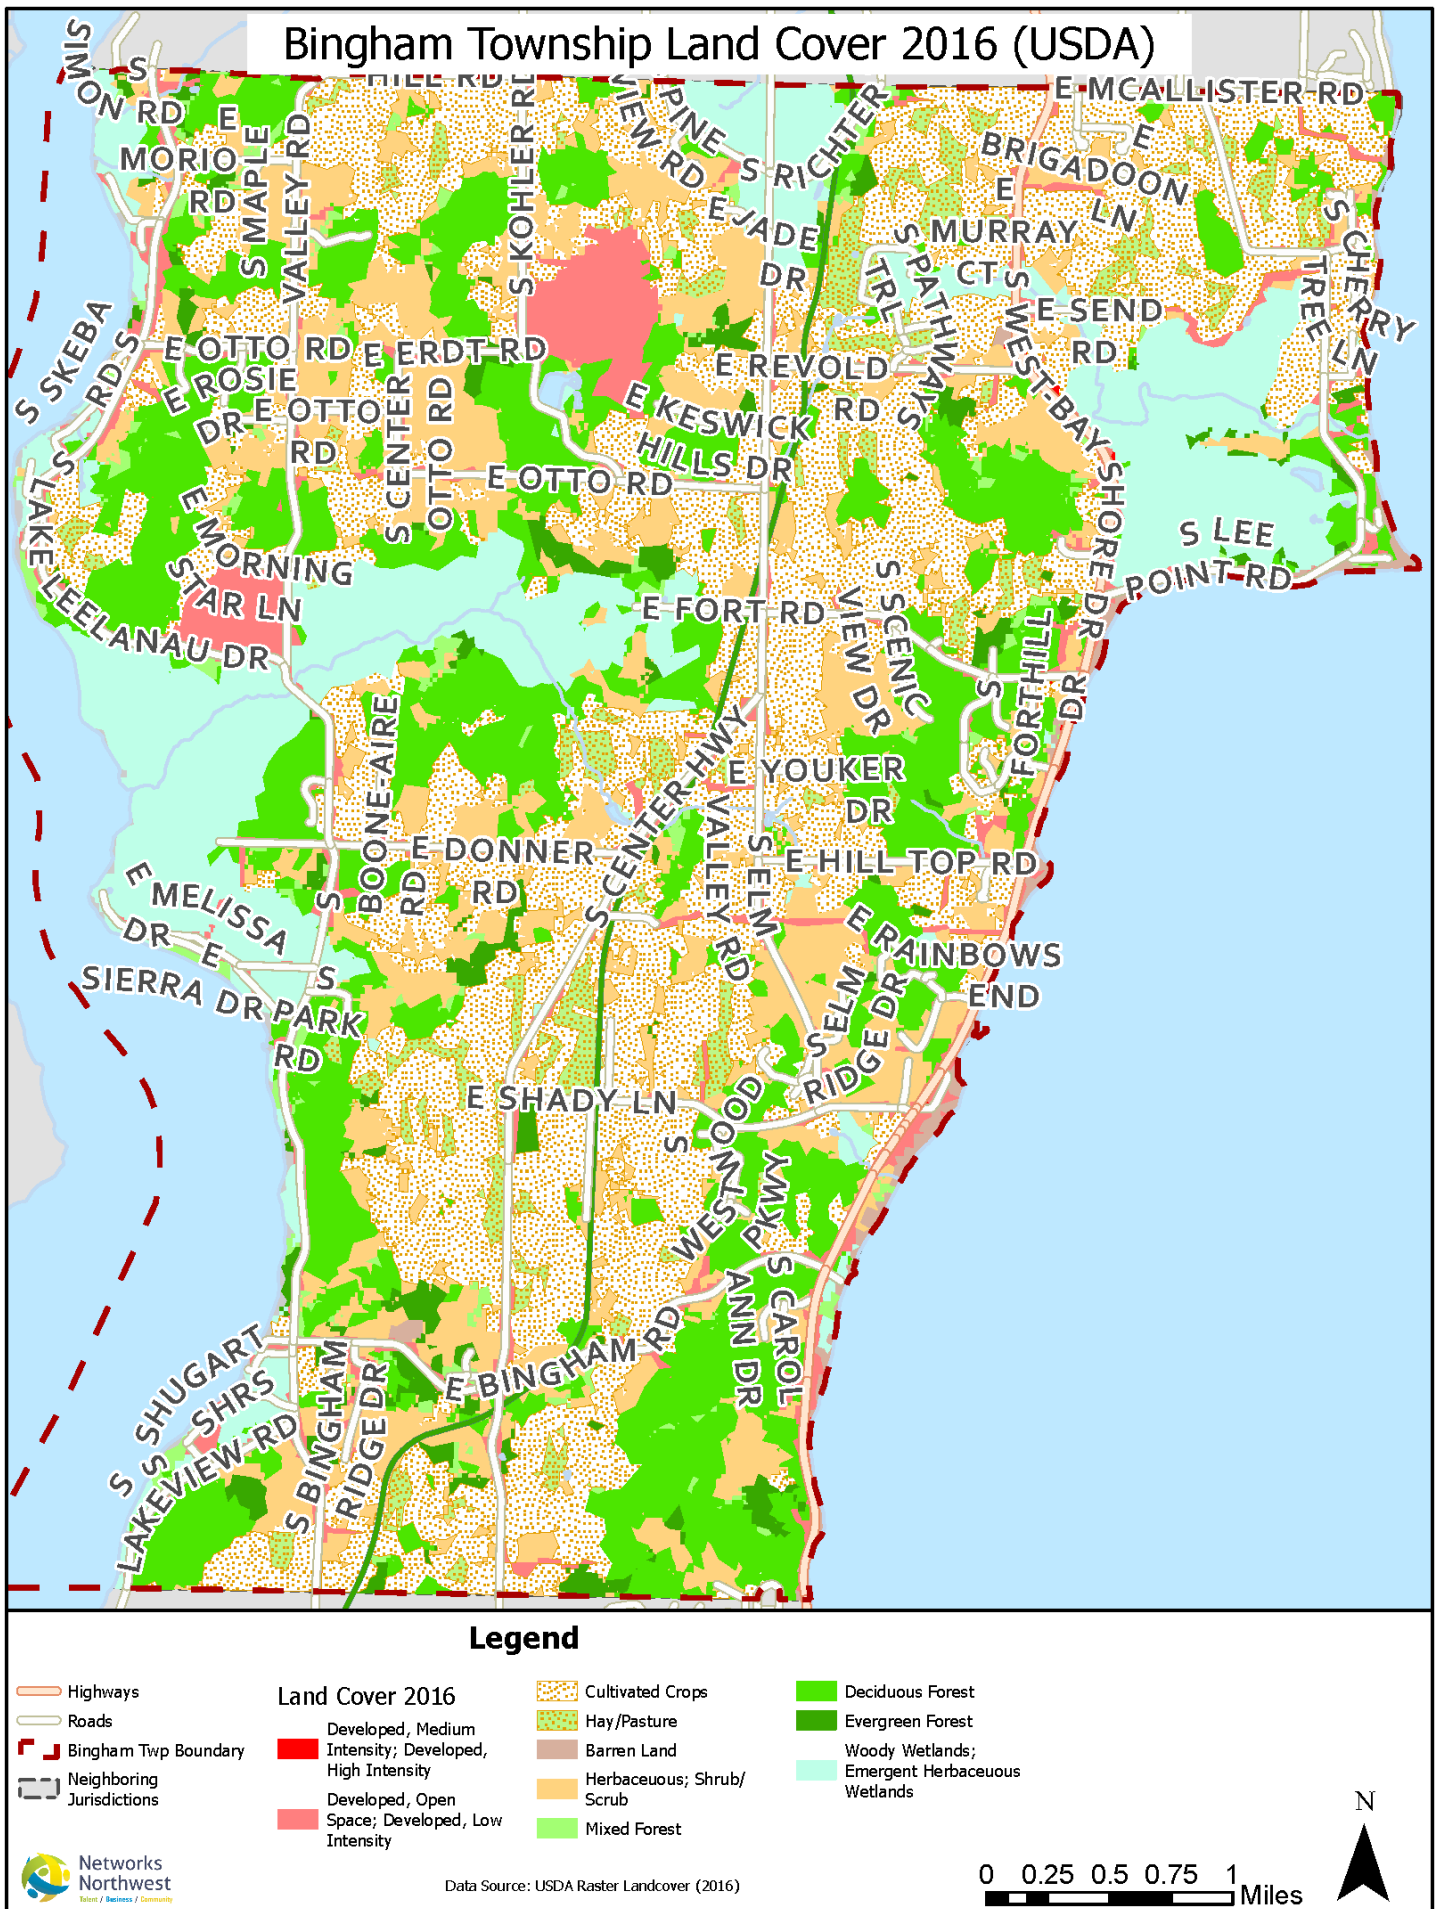 Bingham Township Land Cover 2016 (USDA)
S
SIMON RD
HILL RD
E
MORIO
RD
S MAPLE
VALLEY RD
S KOHLER RD
VIEW RD
PINE
S RICHTER
E JADE
DR
E MCALLISTER RD
E
BRIGADOON
LN
E
MURRAY
CT
S PATHWAYS
TRL
E SEND
RD
S CHERRY
TREE LN
S SKEBA
RD
S
E OTTO RD
E ERDT RD
E ROSIE
DR
E OTTO
RD
S CENTER
OTTO RD
E REVOLD
RD
S WEST-BAY SHORE DR
E KESWICK
HILLS DR
E OTTO RD
S
LAKE LEELANAU DR
E MORNING
STAR LN
S LEE
POINT RD
E FORT RD
S SCENIC
VIEW DR
S
FORTHILL
DR
BOONE-AIRE
RD
S CENTER HWY
E YOUKER
DR
VALLEY RD
S ELM
E DONNER
RD
E HILL TOP RD
S
E MELISSA
DR
E
SIERRA DR
S
PARK
RD
E RAINBOWS
END
S ELM
RIDGE DR
E SHADY LN
S
WESTWOOD
PKWY
S CAROL
ANN DR
E BINGHAM RD
S SHUGART
SHRS
S
LAKEVIEW RD
S BINGHAM
RIDGE DR
Legend
Highways
Roads
Bingham Twp Boundary
Neighboring
Jurisdictions
Land Cover 2016
Developed, Medium
Intensity; Developed,
High Intensity
Developed, Open
Space; Developed, Low
Intensity
Cultivated Crops
Hay/Pasture
Barren Land
Herbaceuous; Shrub/
Scrub
Mixed Forest
Deciduous Forest
Evergreen Forest
Woody Wetlands;
Emergent Herbaceuous
Wetlands
Networks
Northwest
Talent / Business / Community
Data Source: USDA Raster Landcover (2016)
0 0.25 0.5 0.75 1
Miles
N